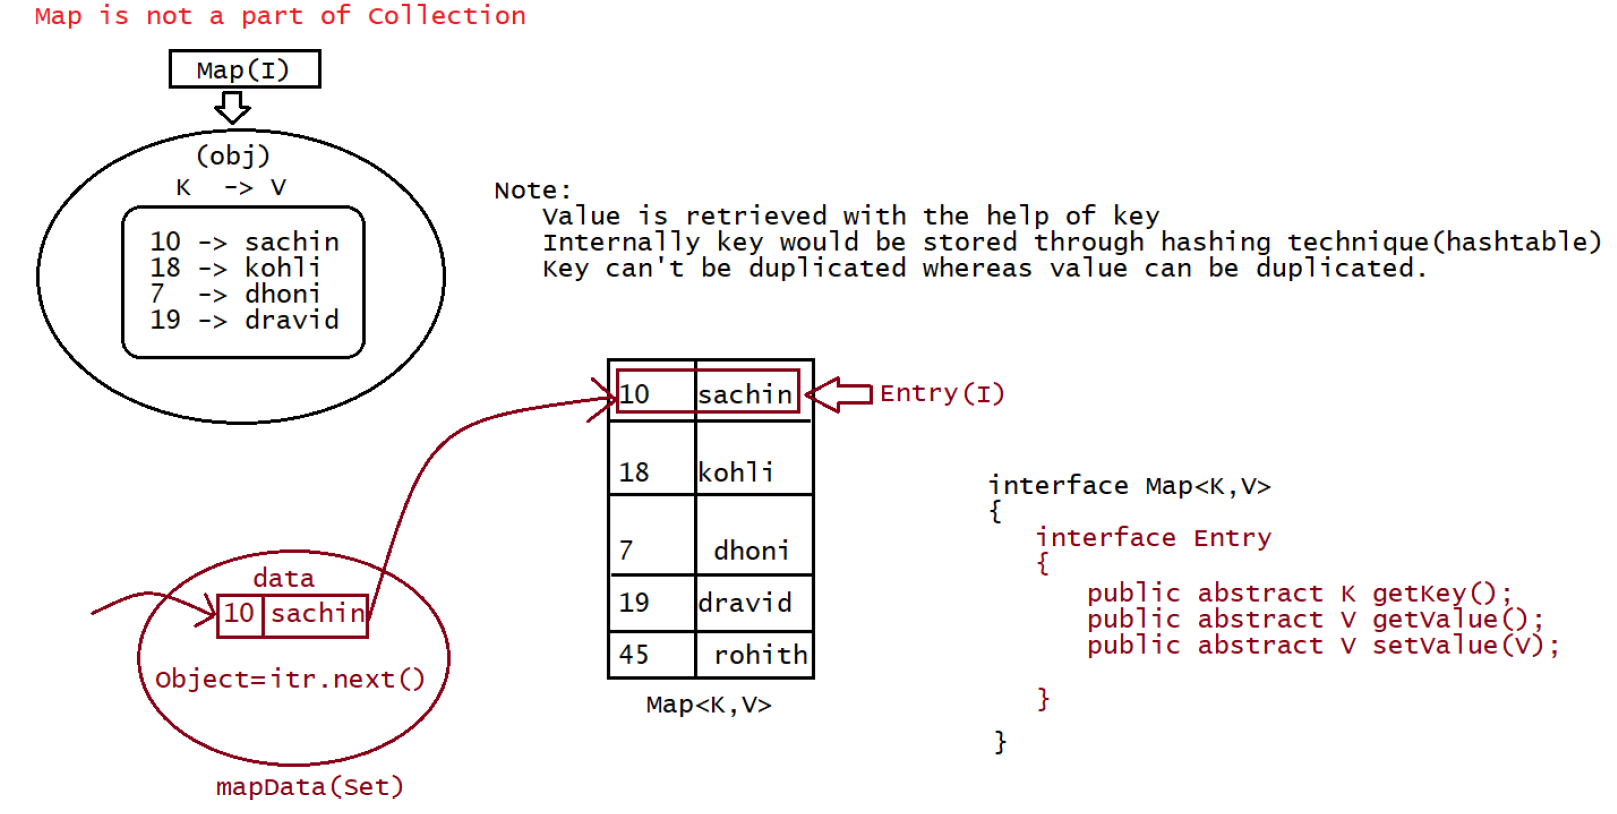 Map is not a part of Collection
Map(I)
(obj)
K -> V
10 -> sachin
18 -> kohli
7 -> dhoni
19 -> dravid
Note:
Value is retrieved with the help of key
Internally key would be stored through hashing technique(hashtable)
Key can't be duplicated whereas value can be duplicated.
10 sachin
Entry(I)
18 kohli
7 dhoni
19 dravid
45 rohith
Map<K,V>
interface Map<K,V>
{
interface Entry
{
public abstract K getKey();
public abstract V getValue();
public abstract V setValue(V);
}
}
data
10 sachin
Object=itr.next()
mapData(Set)